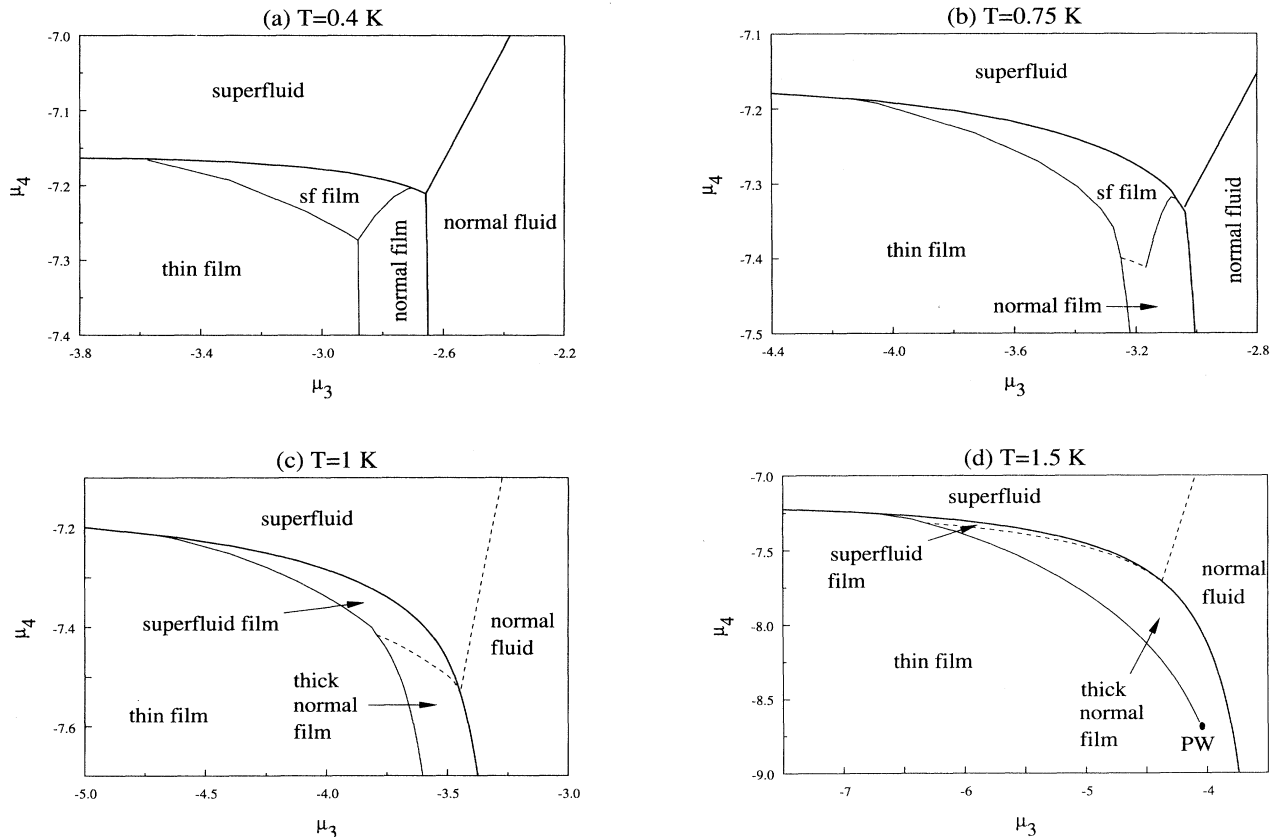 (a) T=0.4 K
-7.0
-7.1
-7.2
-7.3
-7.4
μ4
superfluid
sf film
thin film
normal film
normal fluid
-3.8
-3.4
-3.0
-2.6
-2.2
μ3
(b) T=0.75 K
-7.1
-7.2
-7.3
-7.4
-7.5
μ4
superfluid
sf film
thin film
normal film
normal fluid
-4.4
-4.0
-3.6
-3.2
-2.8
μ3
(c) T=1 K
-7.2
-7.4
-7.6
μ4
superfluid
superfluid film
normal
fluid
thick
normal
film
thin film
-5.0
-4.5
-4.0
-3.5
-3.0
μ3
(d) T=1.5 K
-7.0
-7.5
-8.0
-8.5
-9.0
μ4
superfluid
superfluid
film
normal
fluid
thin film
thick
normal
film
PW
-7
-6
-5
-4
μ3